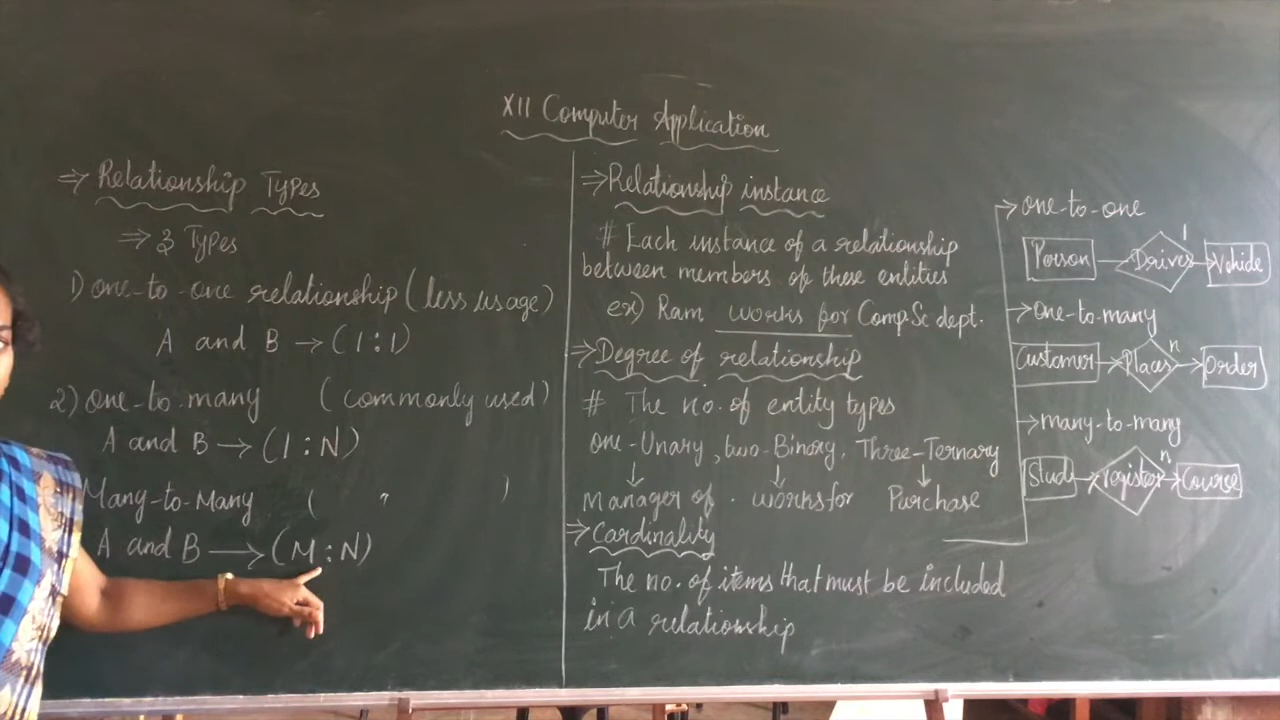 XII Computer Application
⇒ Relationship Types
⇒ 3 Types
1) one-to-one relationship (less usage)
A and B → (1:1)
2) one-to-many (commonly used)
A and B → (1:N)
Many-to-Many ( " )
A and B → (M:N)
⇒ Relationship instance
# Each instance of a relationship
between members of these entities
ex) Ram works for Comp.Sc dept.
⇒ Degree of relationship
# The no. of entity types
one-Unary, two-Binary, Three-Ternary
↓ ↓ ↓
Manager of . works for Purchase
⇒ Cardinality
The no. of items that must be included
in a relationship
→ one-to-one
1
Person Drives → Vehicle
→ one-to-many
n
Customer → Places → Order
→ many-to-many
n
Stud → register → Course